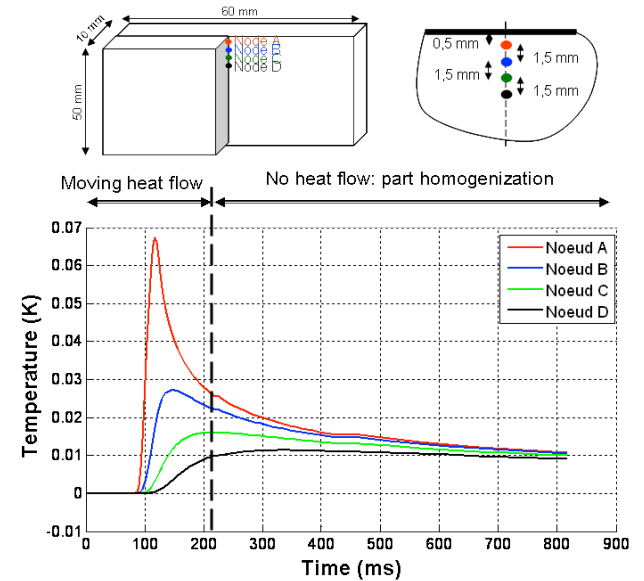 60 mm
10 mm
50 mm
Node A
Node B
Node C
Node D
0,5 mm
1,5 mm
1,5 mm
1,5 mm
Moving heat flow
No heat flow: part homogenization
Temperature (K)
0.07
0.06
0.05
0.04
0.03
0.02
0.01
0
-0.01
Noeud A
Noeud B
Noeud C
Noeud D
0 100 200 300 400 500 600 700 800 900
Time (ms)